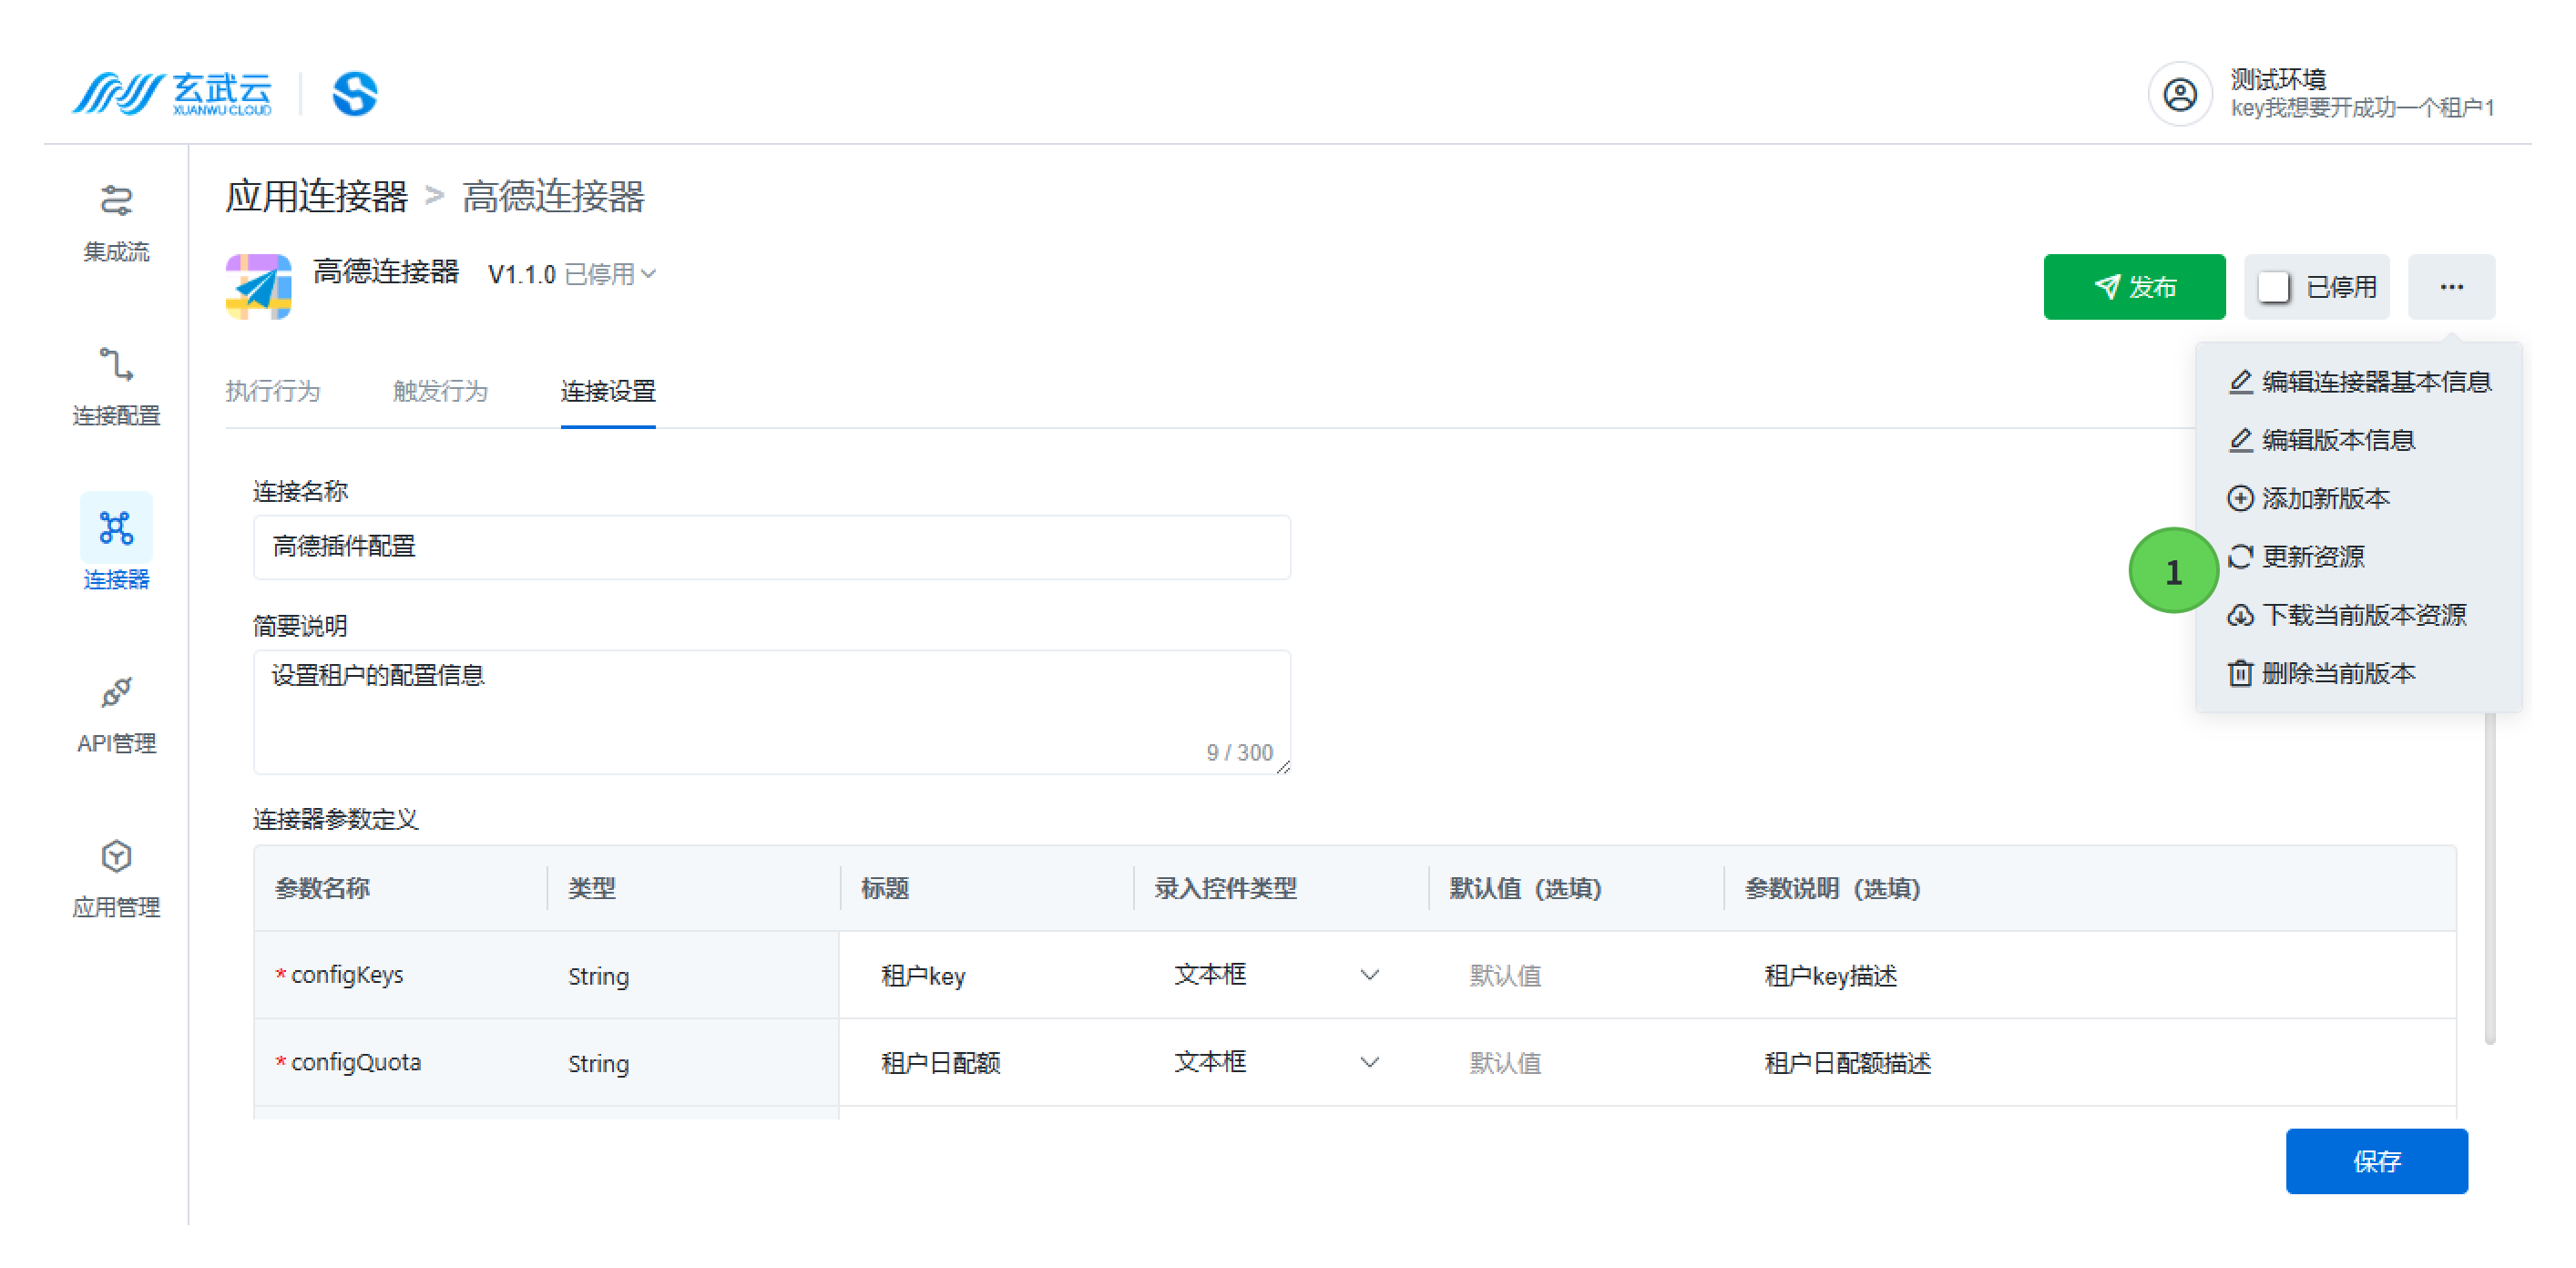 玄武云
XUANWU CLOUD
测试环境
key我想要开成功一个租户1
集成流
连接配置
连接器
API管理
应用管理
应用连接器 > 高德连接器
高德连接器 V1.1.0 已停用
发布
已停用
...
编辑连接器基本信息
编辑版本信息
添加新版本
1
更新资源
下载当前版本资源
删除当前版本
执行行为 触发行为 连接设置
连接名称
高德插件配置
简要说明
设置租户的配置信息
9 / 300
连接器参数定义
参数名称 类型 标题 录入控件类型 默认值（选填） 参数说明（选填）
* configKeys String 租户key 文本框 默认值 租户key描述
* configQuota String 租户日配额 文本框 默认值 租户日配额描述
保存